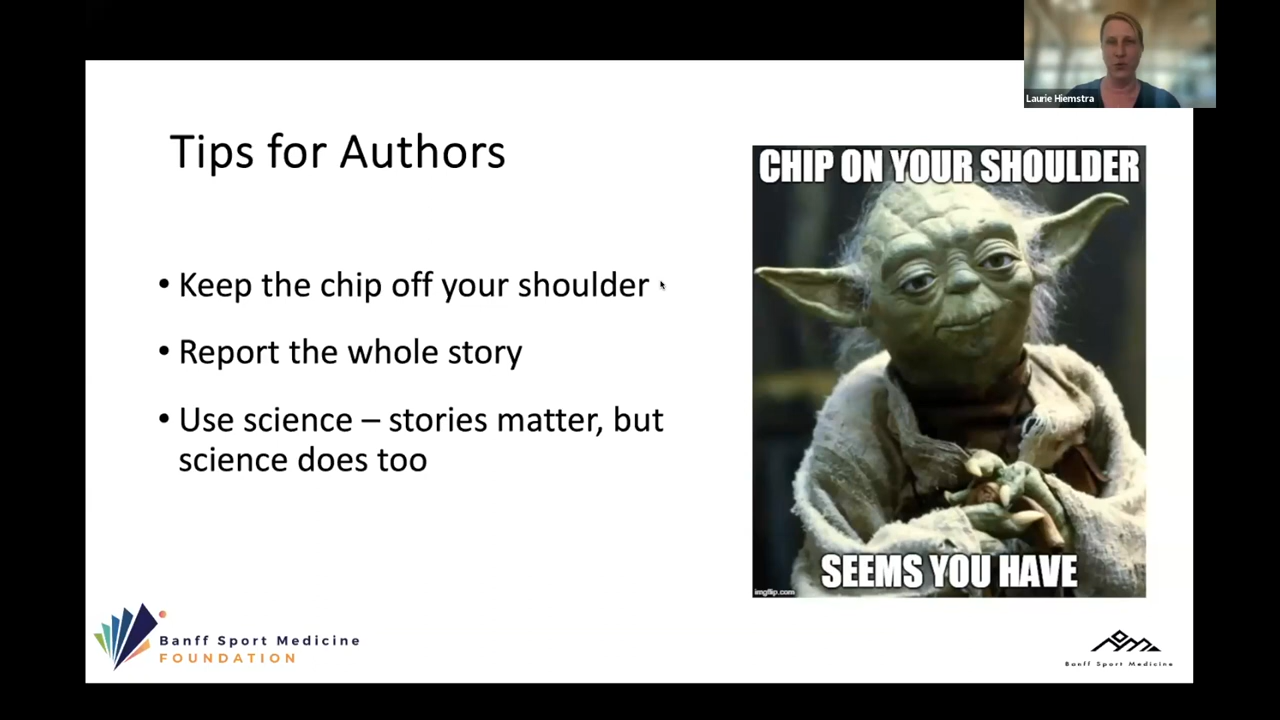 Laurie Hiemstra
Tips for Authors
• Keep the chip off your shoulder
• Report the whole story
• Use science – stories matter, but
science does too
CHIP ON YOUR SHOULDER
SEEMS YOU HAVE
imgflip.com
Banff Sport Medicine
FOUNDATION
Banff Sport Medicine